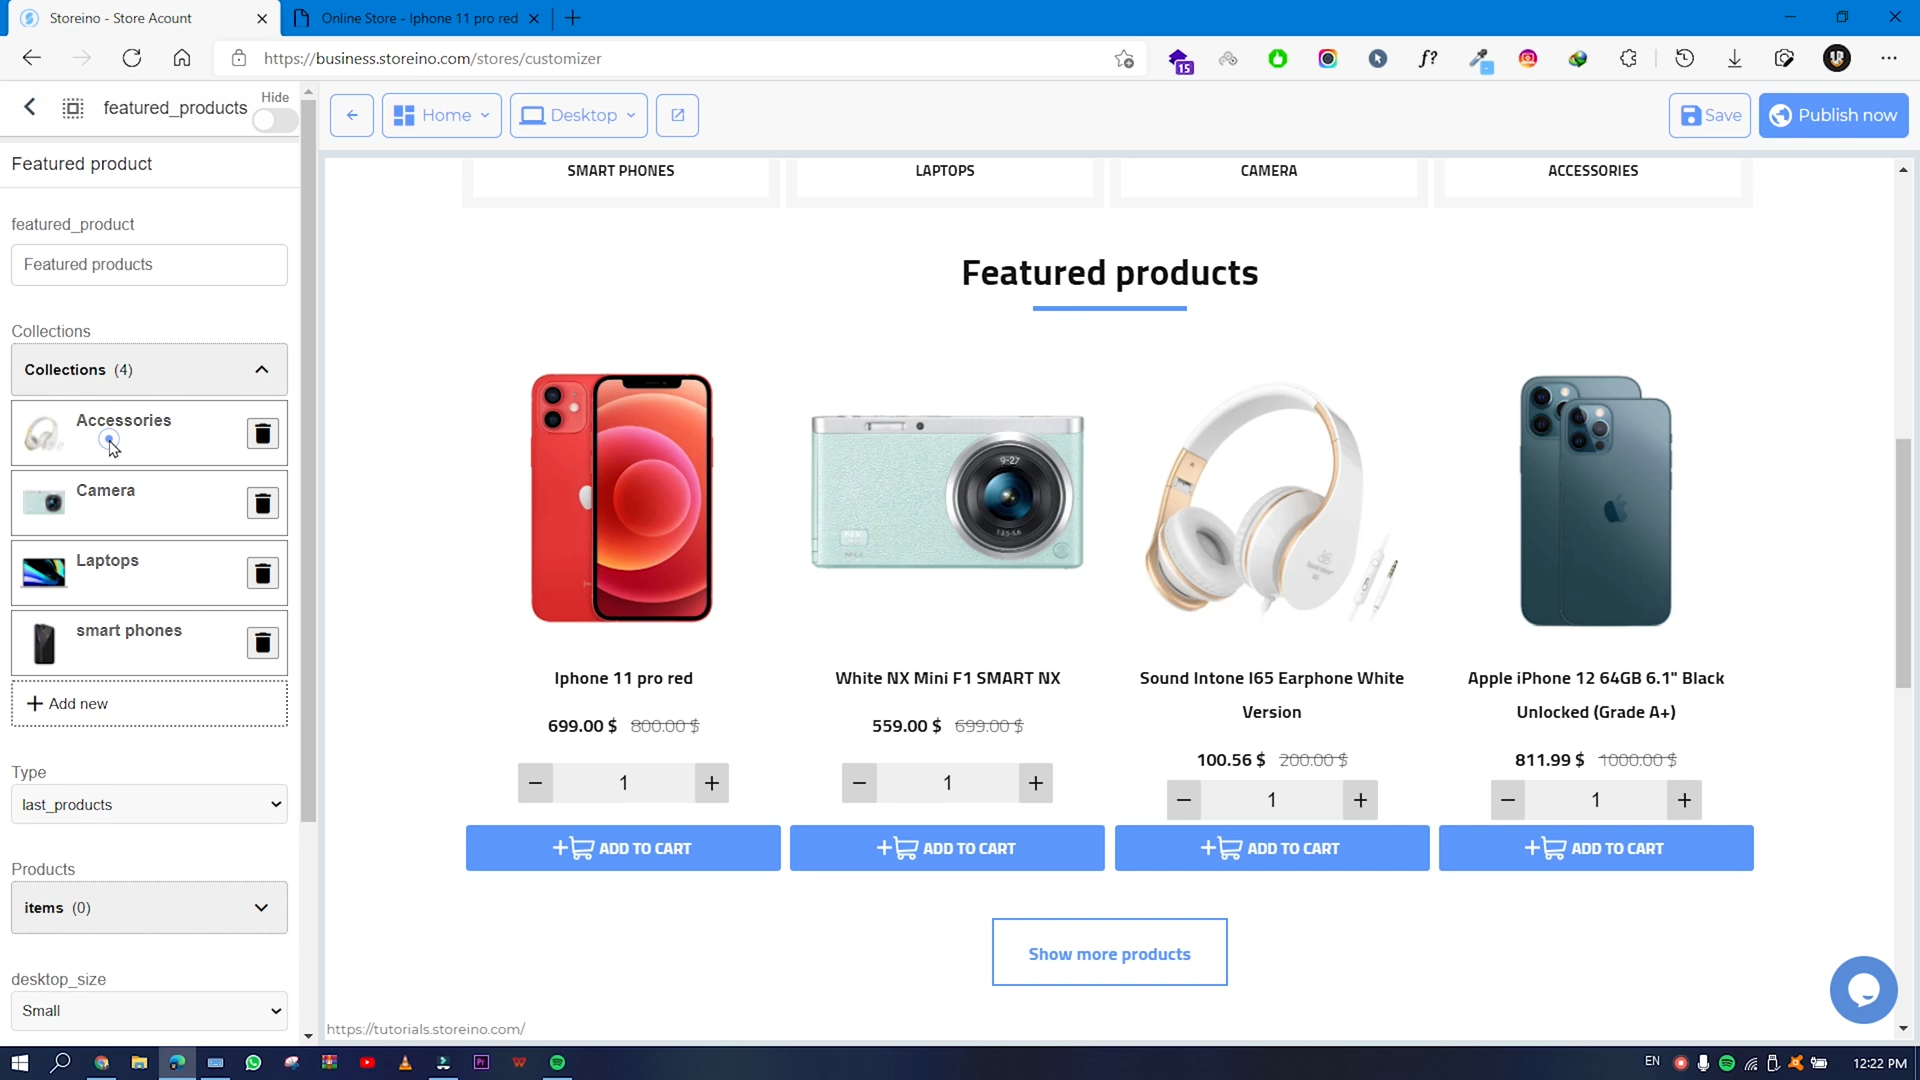 Storeino - Store Acount
Online Store - Iphone 11 pro red
https://business.storeino.com/stores/customizer
15
f?
featured_products
Hide
Home
Desktop
Save
Publish now
Featured product
featured_product
Featured products
Collections
Collections (4)
Accessories
Camera
Laptops
smart phones
Add new
Type
last_products
Products
items (0)
desktop_size
Small
SMART PHONES
LAPTOPS
CAMERA
ACCESSORIES
Featured products
9-27
Iphone 11 pro red
699.00 $ 800.00 $
1
ADD TO CART
White NX Mini F1 SMART NX
559.00 $ 699.00 $
1
ADD TO CART
Sound Intone I65 Earphone White
Version
100.56 $ 200.00 $
1
ADD TO CART
Apple iPhone 12 64GB 6.1" Black
Unlocked (Grade A+)
811.99 $ 1000.00 $
1
ADD TO CART
Show more products
https://tutorials.storeino.com/
Pr
EN
12:22 PM